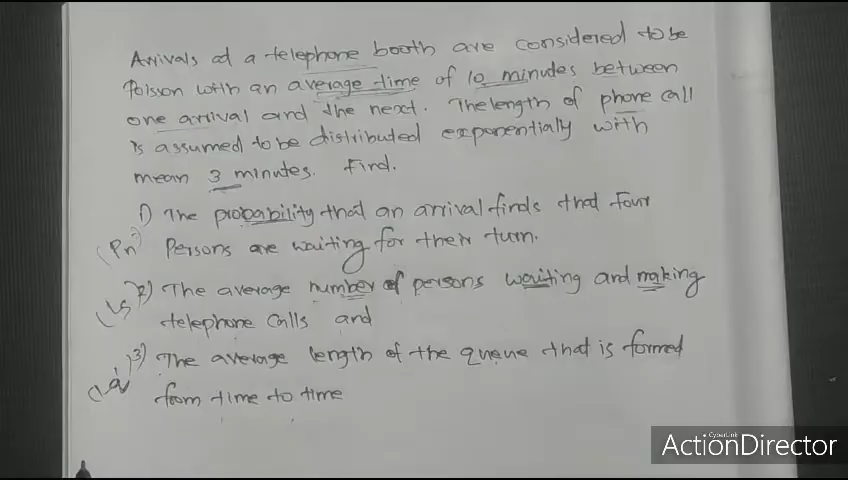 Arrivals at a telephone booth are considered to be
Poisson with an average time of 10 minutes between
one arrival and the next. The length of phone call
is assumed to be distributed exponentially with
mean 3 minutes. Find.
1) The probability that an arrival finds that four
(Pn) Persons are waiting for their turn.
(Ls) 2) The average number of persons waiting and making
telephone calls and
3) The average length of the queue that is formed
(Lq) from time to time
CyberLink
ActionDirector